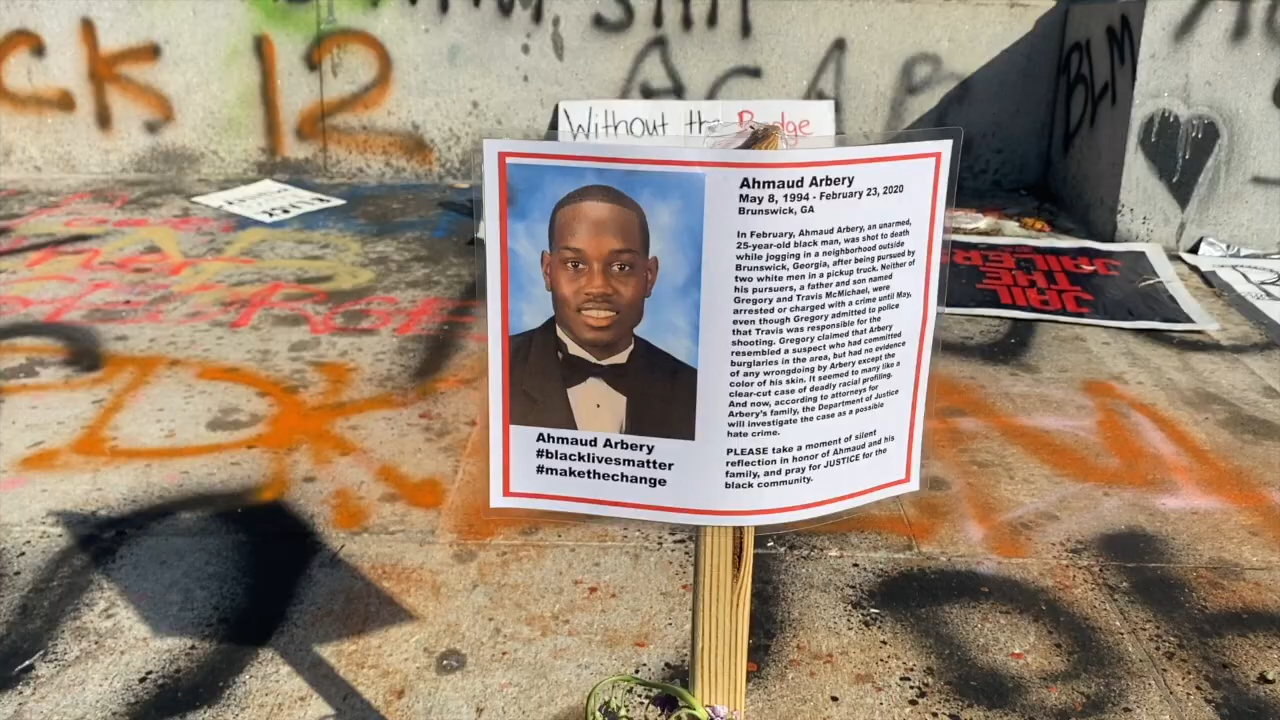 CK 12
ACAB
BLM
Without the Badge
Ahmaud Arbery
May 8, 1994 - February 23, 2020
Brunswick, GA
In February, Ahmaud Arbery, an unarmed,
25-year-old black man, was shot to death
while jogging in a neighborhood outside
Brunswick, Georgia, after being pursued by
two white men in a pickup truck. Neither of
his pursuers, a father and son named
Gregory and Travis McMichael, were
arrested or charged with a crime until May,
even though Gregory admitted to police
that Travis was responsible for the
shooting. Gregory claimed that Arbery
resembled a suspect who had committed
burglaries in the area, but had no evidence
of any wrongdoing by Arbery except the
color of his skin. It seemed to many like a
clear-cut case of deadly racial profiling.
And now, according to attorneys for
Arbery's family, the Department of Justice
will investigate the case as a possible
hate crime.
PLEASE take a moment of silent
reflection in honor of Ahmaud and his
family, and pray for JUSTICE for the
black community.
Ahmaud Arbery
#blacklivesmatter
#makethechange
JAIL
THE
JAILERS